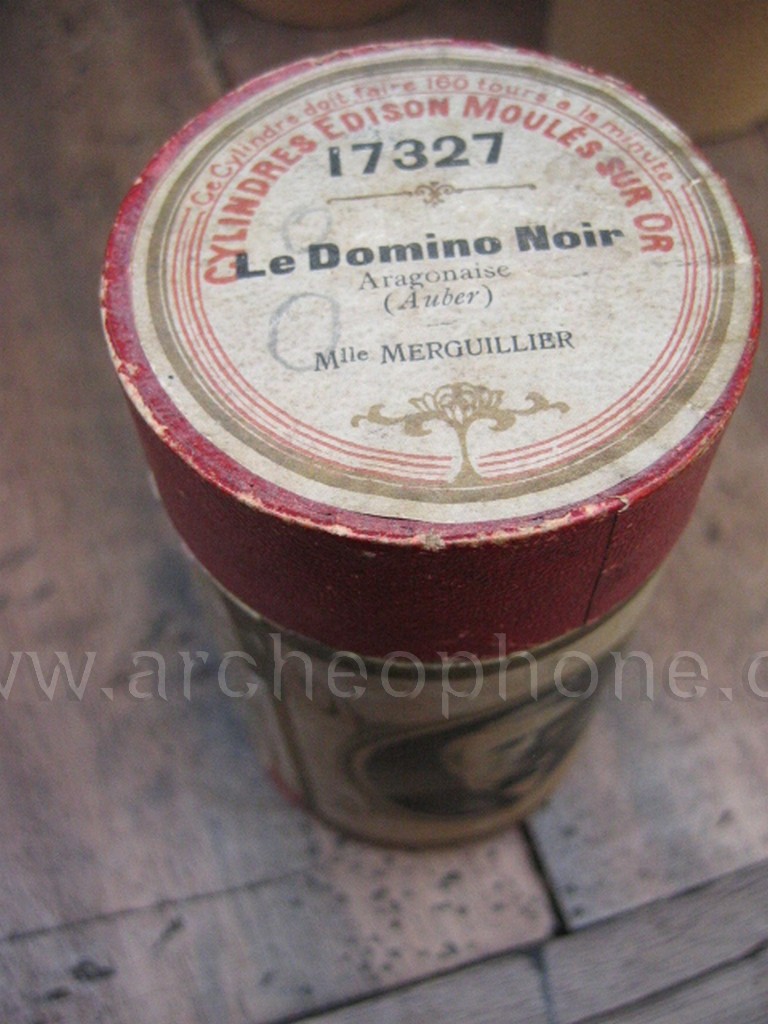 Ce Cylindre doit faire 160 tours à la minute
CYLINDRES EDISON MOULÉS SUR OR
17327
Le Domino Noir
Aragonaise
(Auber)
Mlle MERGUILLIER
www.archeophone.c